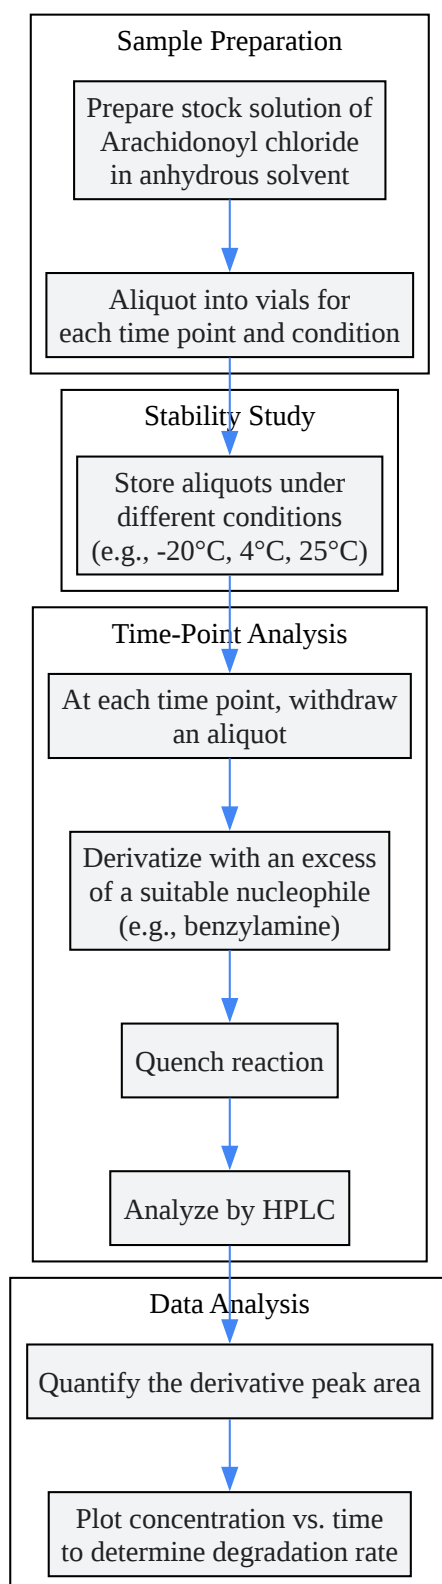 Sample Preparation
Prepare stock solution of
Arachidonoyl chloride
in anhydrous solvent
Aliquot into vials for
each time point and condition
Stability Study
Store aliquots under
different conditions
(e.g., -20°C, 4°C, 25°C)
Time-Point Analysis
At each time point, withdraw
an aliquot
Derivatize with an excess
of a suitable nucleophile
(e.g., benzylamine)
Quench reaction
Analyze by HPLC
Data Analysis
Quantify the derivative peak area
Plot concentration vs. time
to determine degradation rate